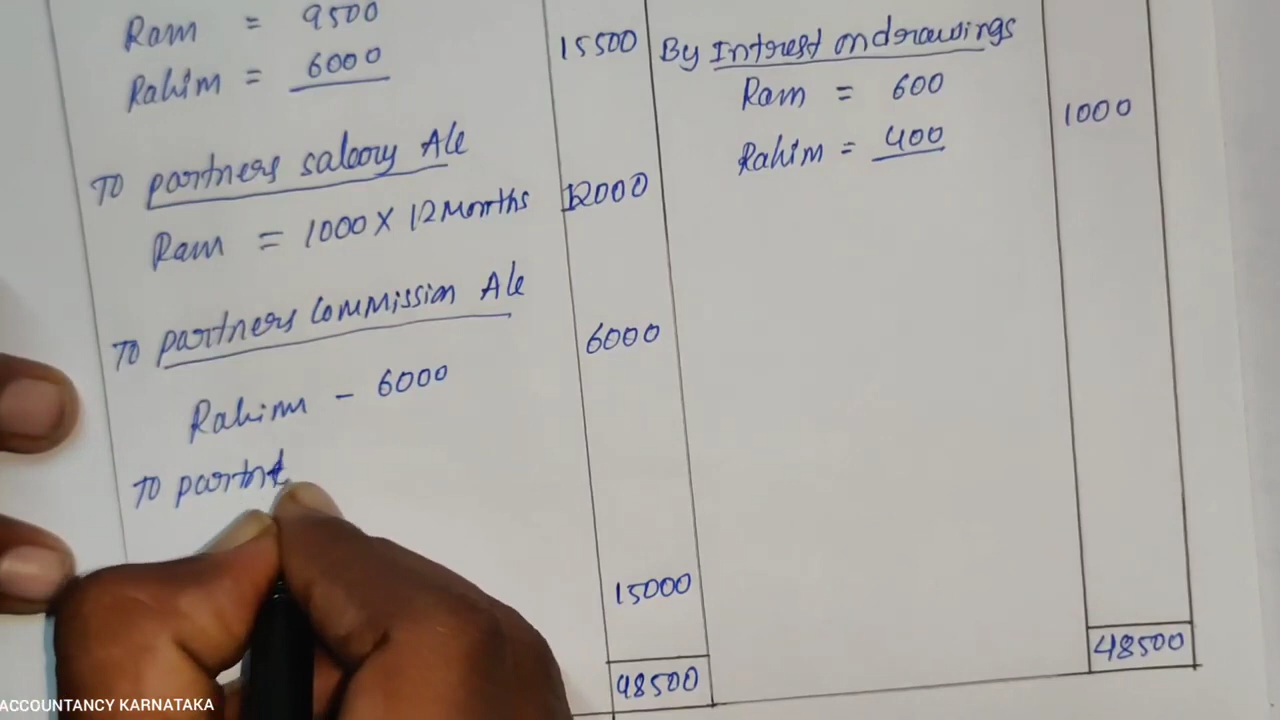 Ram = 9500
Rahim = 6000
15500
To partners salary A/c
Ram = 1000 X 12 Months
12000
To partners Commission A/c
6000
Rahim - 6000
To partne
15000
48500
By Interest on drawings
Ram = 600
Rahim = 400
1000
48500
ACCOUNTANCY KARNATAKA